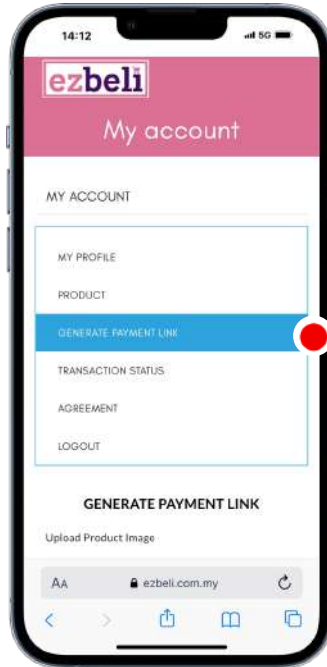 14:12
5G
ezbeli
My account
MY ACCOUNT
MY PROFILE
PRODUCT
GENERATE PAYMENT LINK
TRANSACTION STATUS
AGREEMENT
LOGOUT
GENERATE PAYMENT LINK
Upload Product Image
AA
ezbeli.com.my